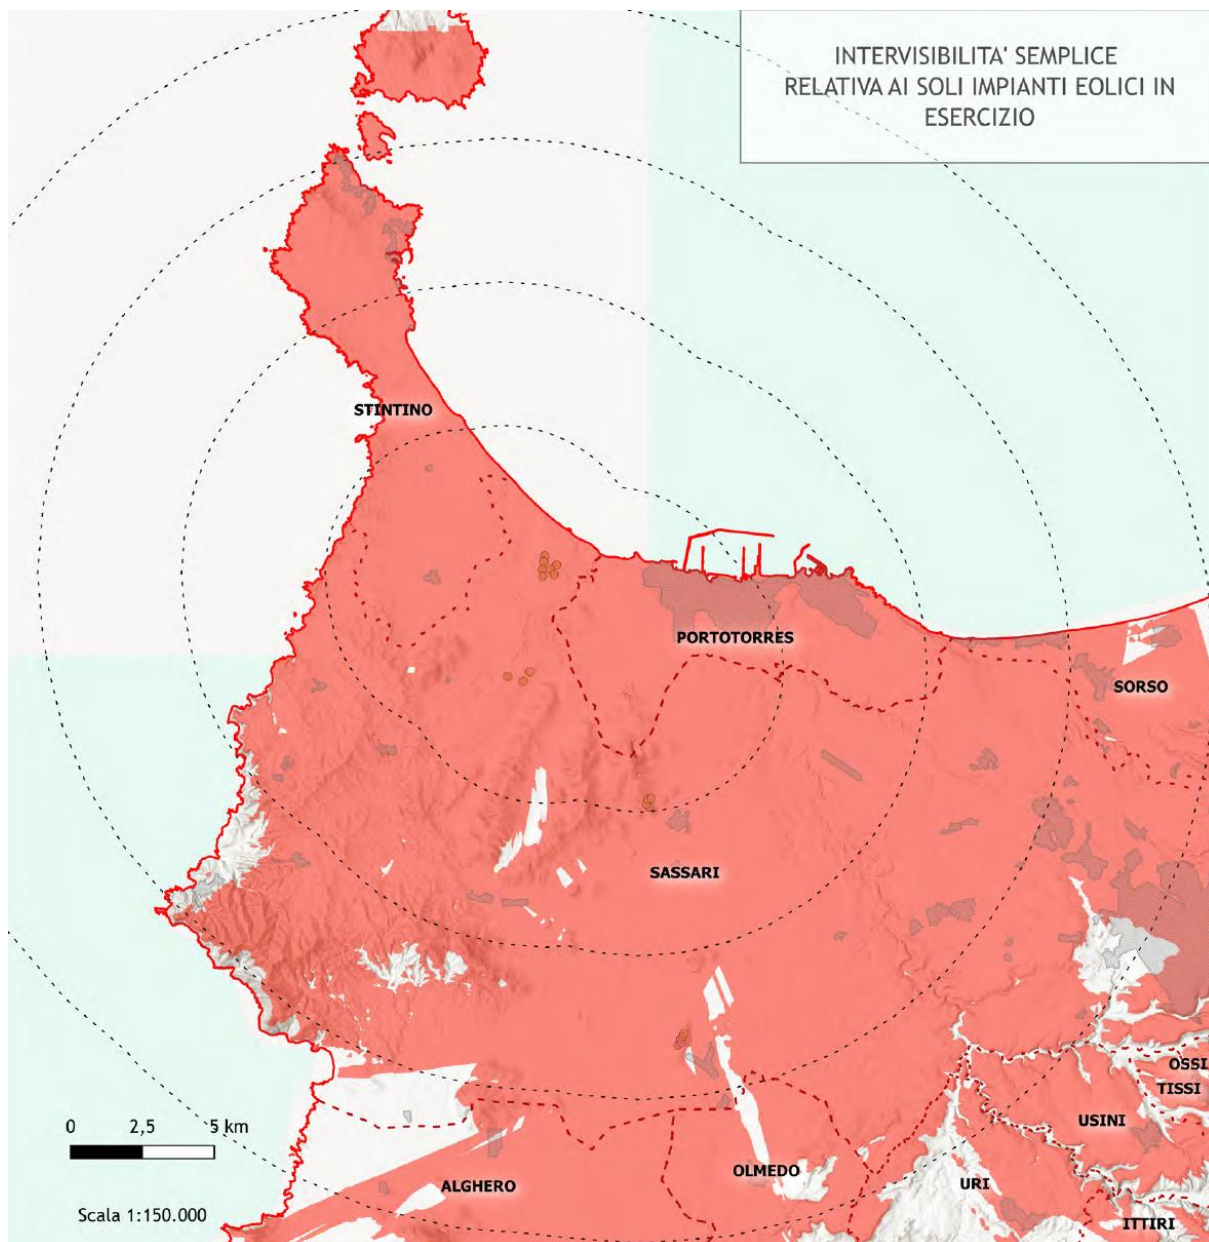 INTERVISIBILITA' SEMPLICE
RELATIVA AI SOLI IMPIANTI EOLICI IN
ESERCIZIO
STINTINO
PORTOTORRES
SORSO
SASSARI
OSSI
TISSI
USINI
OLMEDO
URI
ALGHERO
ITTIRI
0 2,5 5 km
Scala 1:150.000